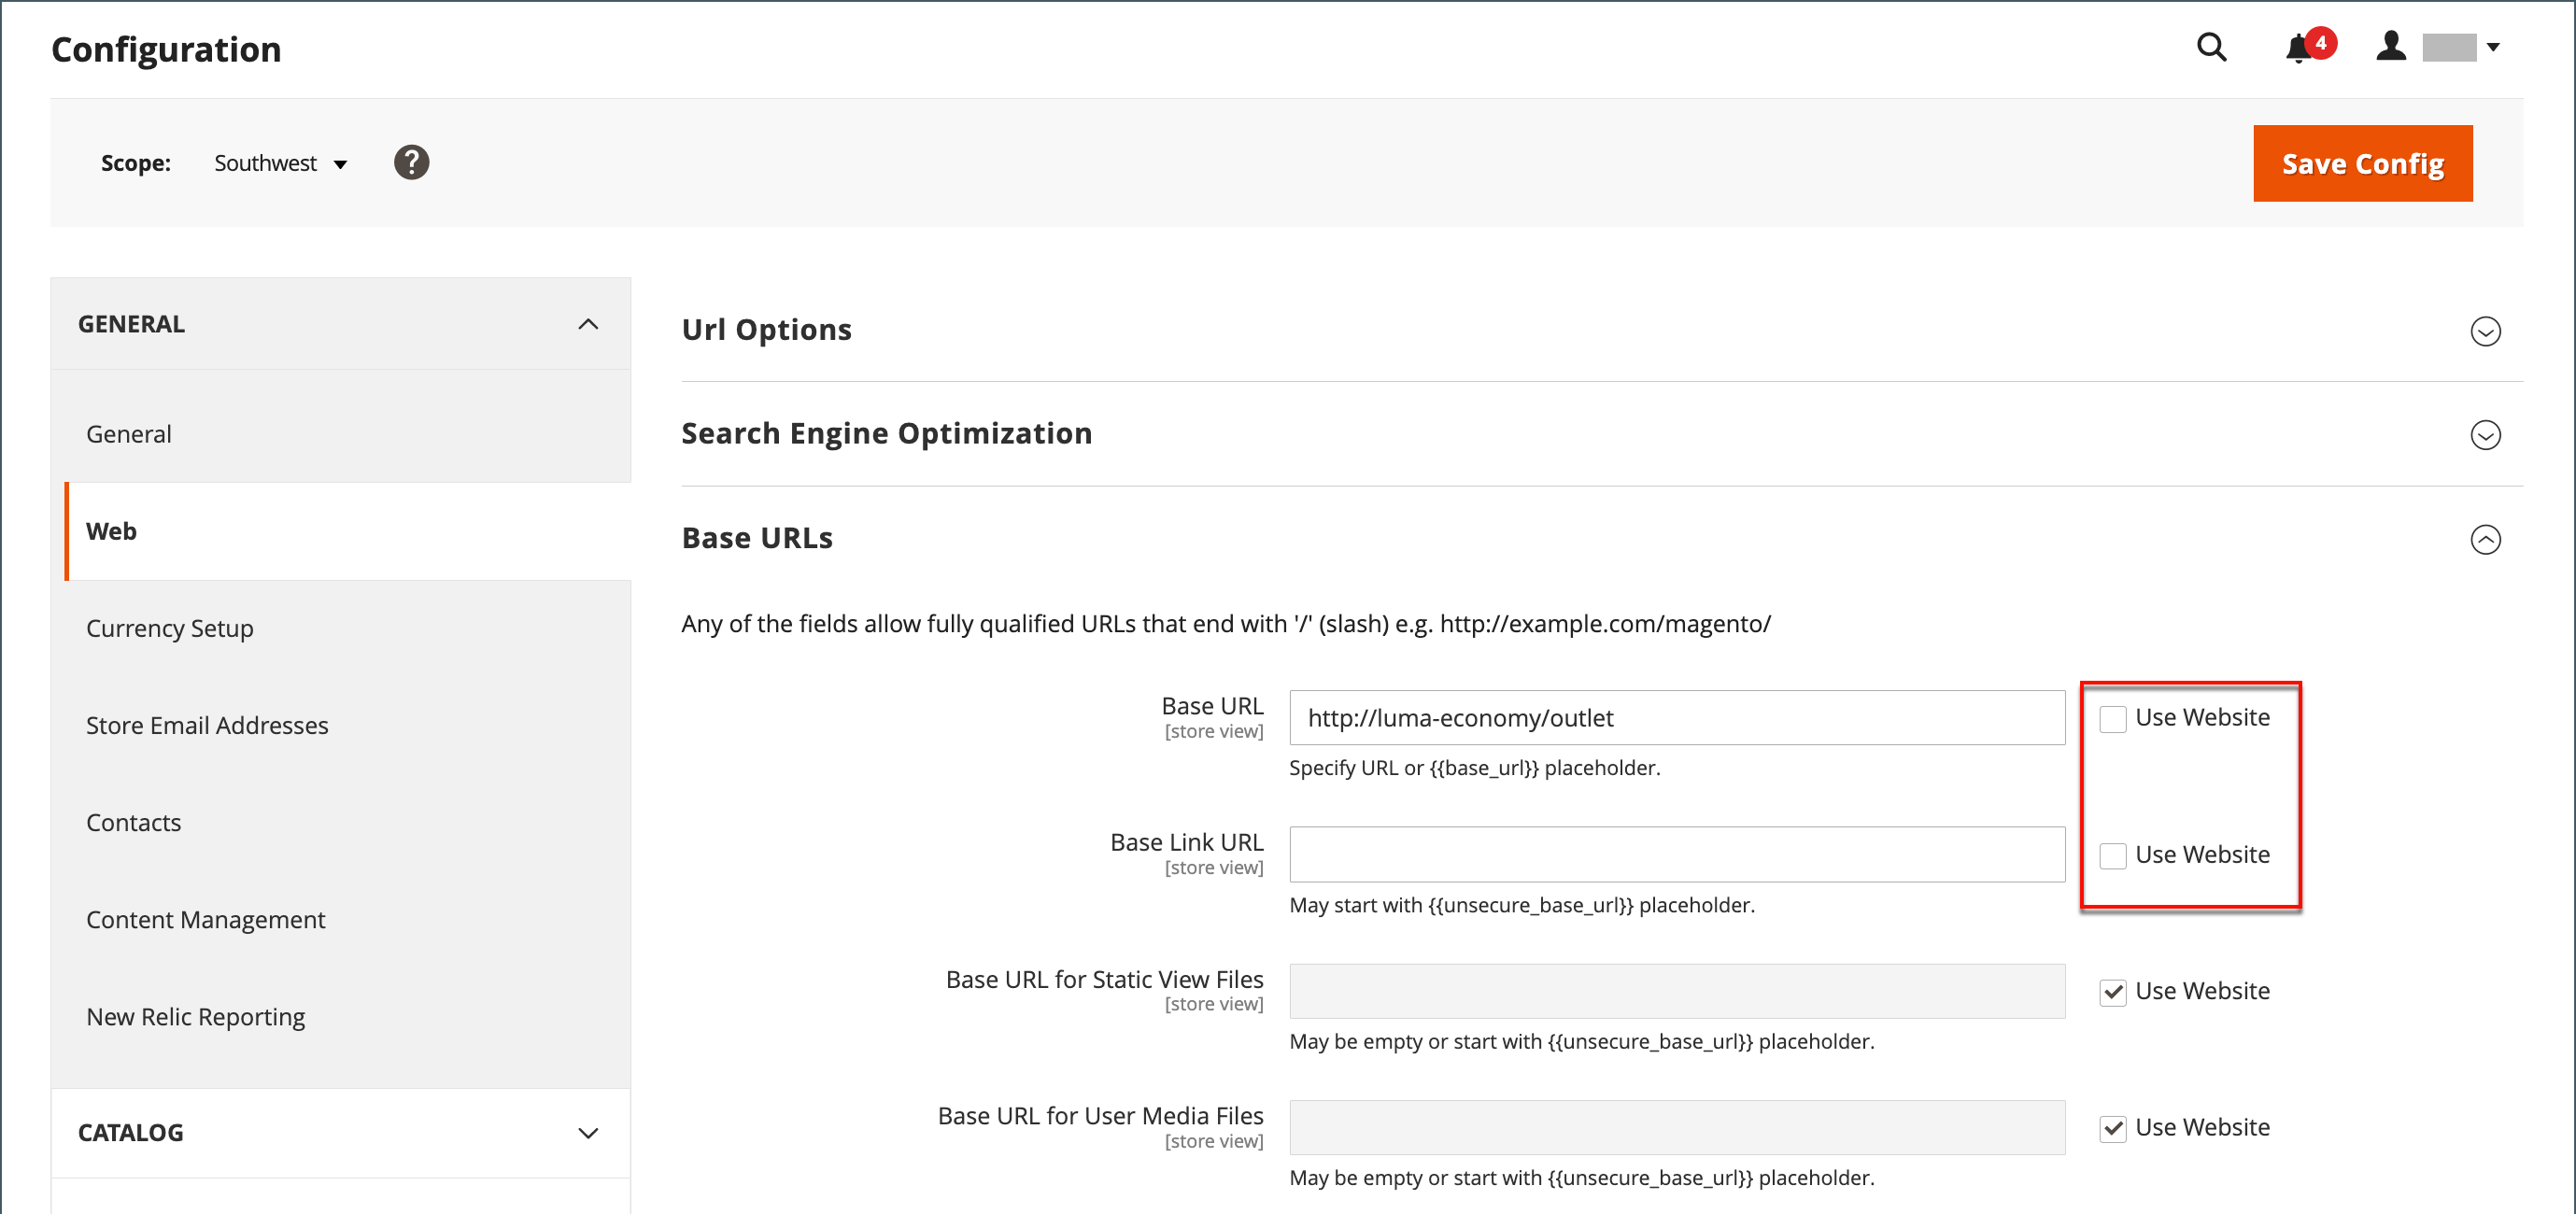 Configuration
4
Scope: Southwest ?
Save Config
GENERAL
General
Web
Currency Setup
Store Email Addresses
Contacts
Content Management
New Relic Reporting
CATALOG
Url Options
Search Engine Optimization
Base URLs
Any of the fields allow fully qualified URLs that end with '/' (slash) e.g. http://example.com/magento/
Base URL http://luma-economy/outlet Use Website
[store view]
Specify URL or {{base_url}} placeholder.
Base Link URL Use Website
[store view]
May start with {{unsecure_base_url}} placeholder.
Base URL for Static View Files Use Website
[store view]
May be empty or start with {{unsecure_base_url}} placeholder.
Base URL for User Media Files Use Website
[store view]
May be empty or start with {{unsecure_base_url}} placeholder.